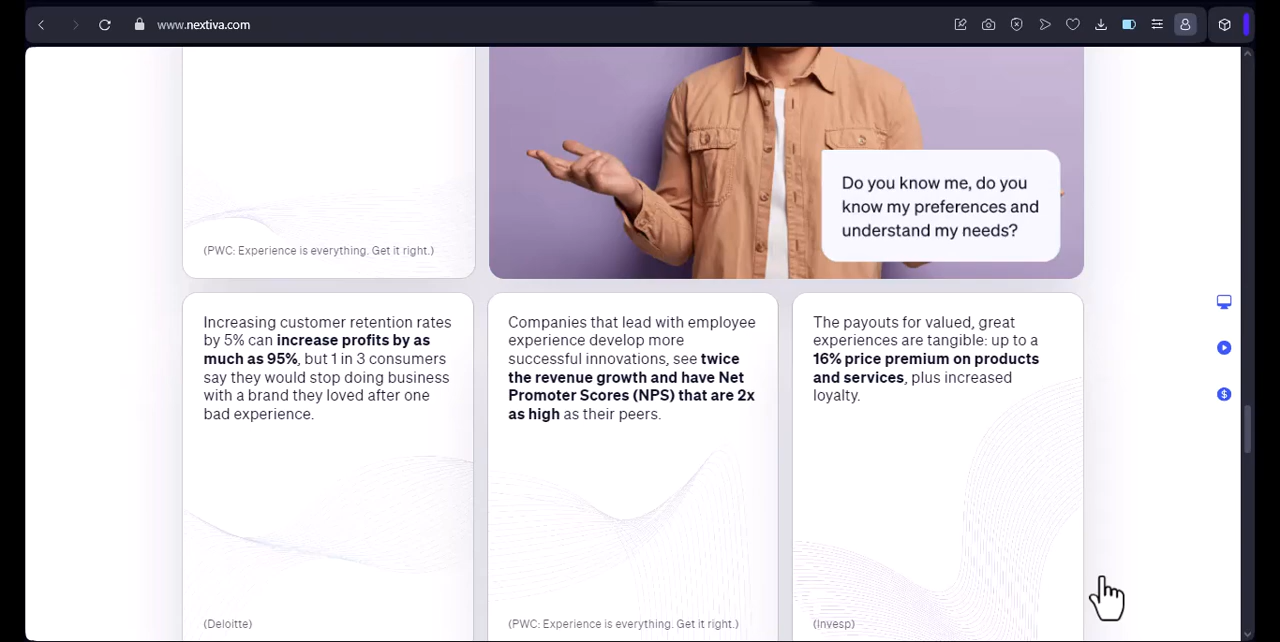 www.nextiva.com
(PWC: Experience is everything. Get it right.)
Do you know me, do you
know my preferences and
understand my needs?
Increasing customer retention rates
by 5% can increase profits by as
much as 95%, but 1 in 3 consumers
say they would stop doing business
with a brand they loved after one
bad experience.
(Deloitte)
Companies that lead with employee
experience develop more
successful innovations, see twice
the revenue growth and have Net
Promoter Scores (NPS) that are 2x
as high as their peers.
(PWC: Experience is everything. Get it right.)
The payouts for valued, great
experiences are tangible: up to a
16% price premium on products
and services, plus increased
loyalty.
(Invesp)